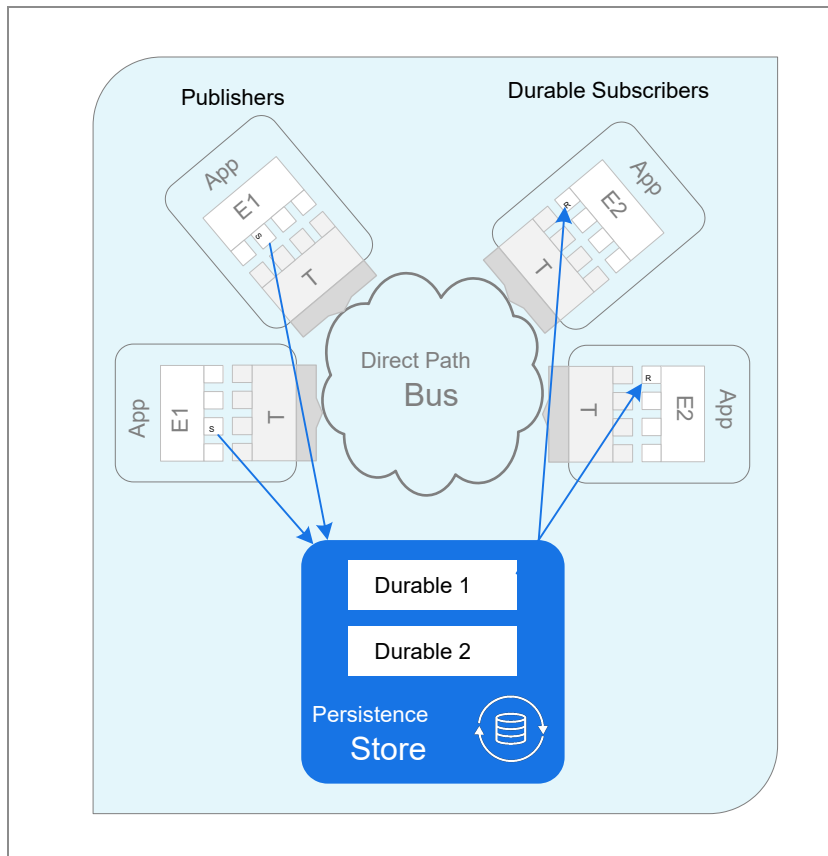 Publishers
Durable Subscribers
App
E1
S
T
App
E2
R
T
App
E1
S
T
Direct Path
Bus
T
R
E2
App
Durable 1
Durable 2
Persistence
Store